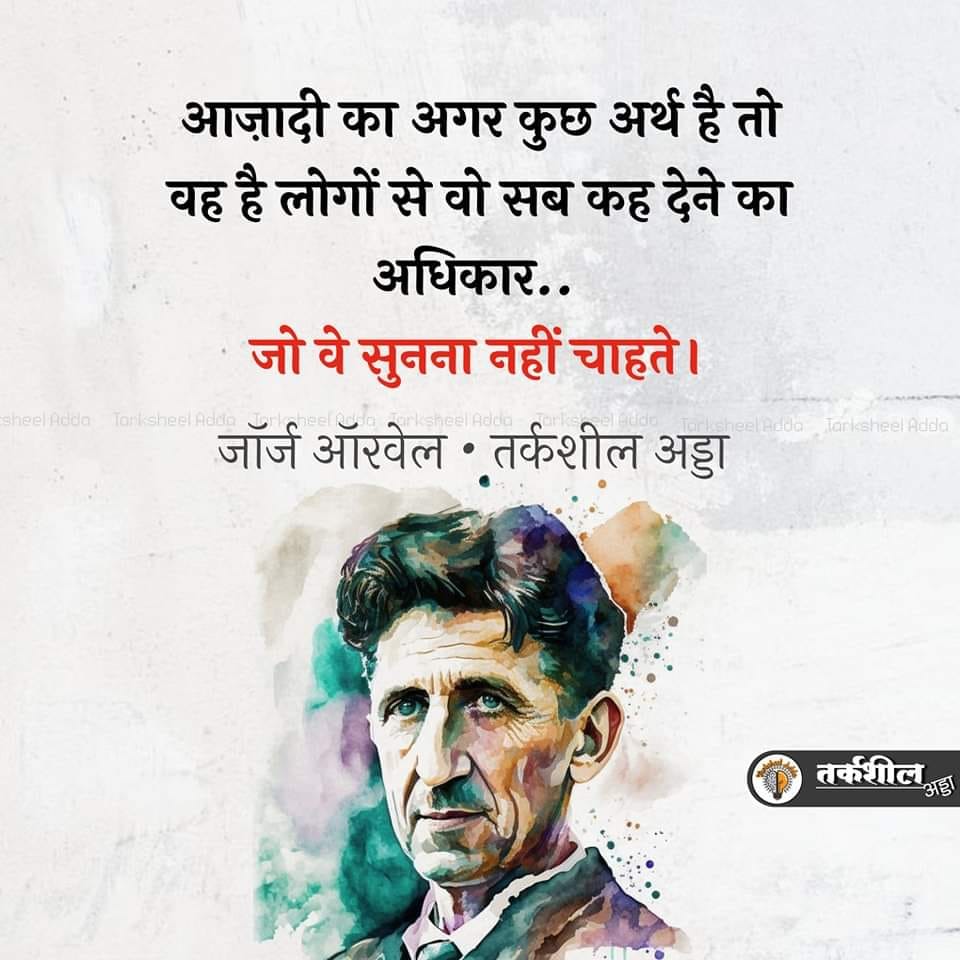 आज़ादी का अगर कुछ अर्थ है तो
वह है लोगों से वो सब कह देने का
अधिकार..
जो वे सुनना नहीं चाहते।
Tarksheel Adda Tarksheel Adda Tarksheel Adda Tarksheel Adda - Tarksheel Adda Tarksheel Adda Tarksheel Adda
जॉर्ज ऑरवेल • तर्कशील अड्डा
तर्कशील
अड्डा